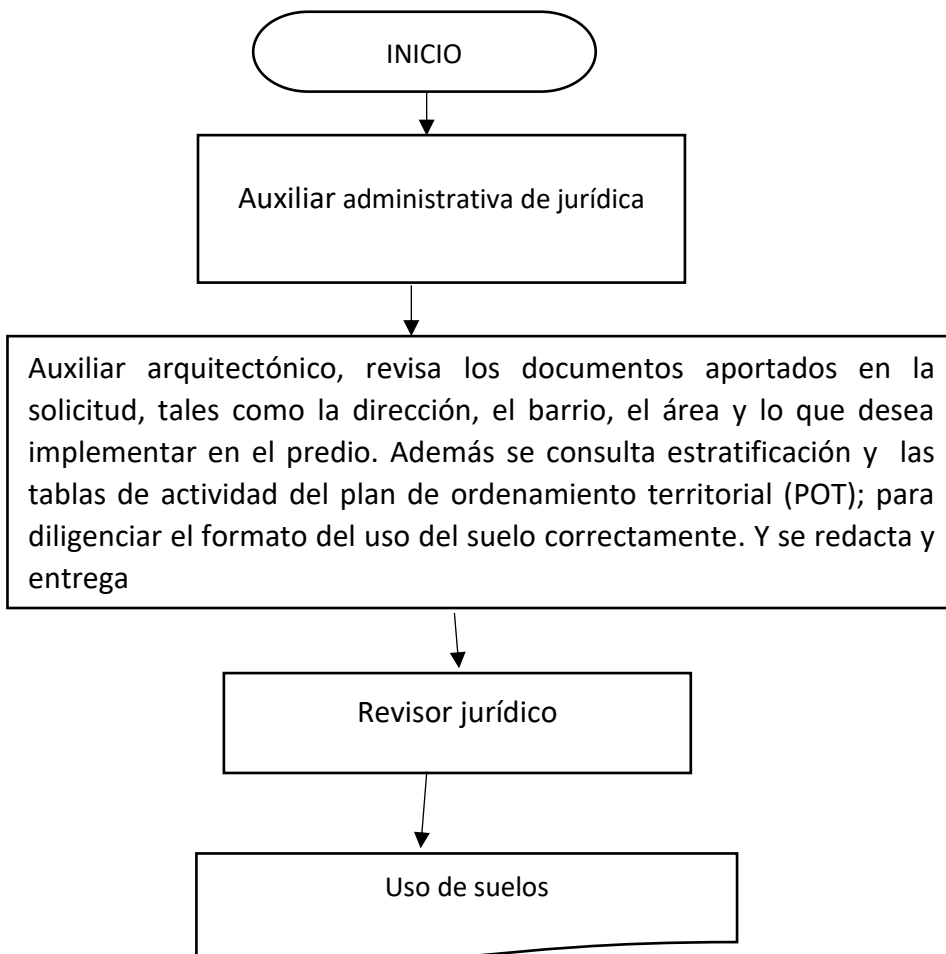 INICIO
Auxiliar administrativa de jurídica
Auxiliar arquitectónico, revisa los documentos aportados en la
solicitud, tales como la dirección, el barrio, el área y lo que desea
implementar en el predio. Además se consulta estratificación y las
tablas de actividad del plan de ordenamiento territorial (POT); para
diligenciar el formato del uso del suelo correctamente. Y se redacta y
entrega
Revisor jurídico
Uso de suelos